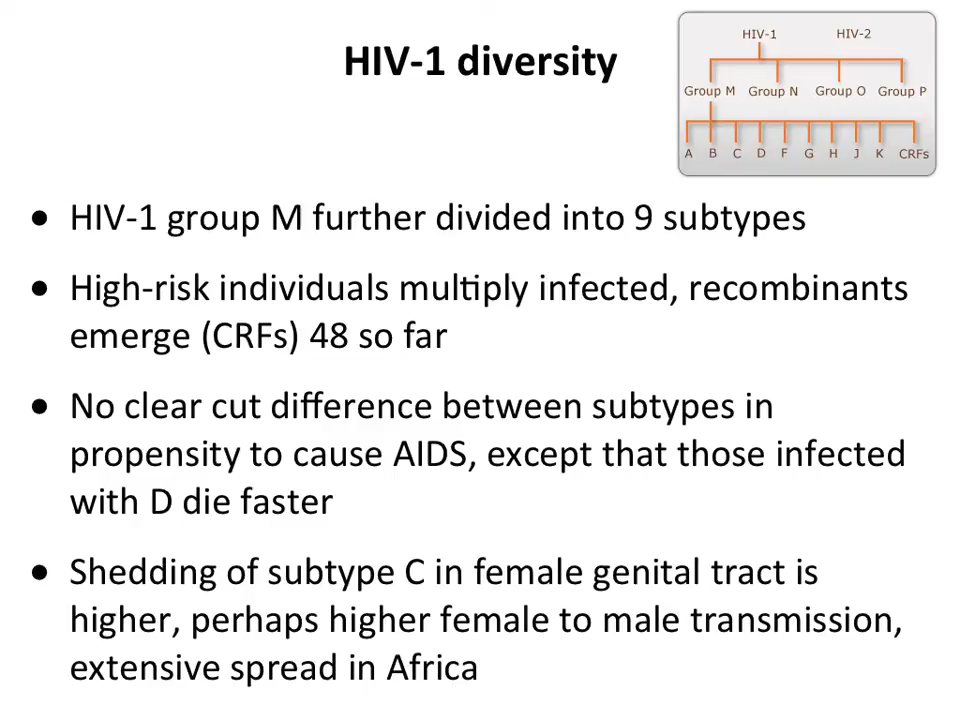 HIV-1 diversity
HIV-1 HIV-2
Group M Group N Group O Group P
A B C D F G H J K CRFs
● HIV-1 group M further divided into 9 subtypes
● High-risk individuals multiply infected, recombinants
emerge (CRFs) 48 so far
● No clear cut difference between subtypes in
propensity to cause AIDS, except that those infected
with D die faster
● Shedding of subtype C in female genital tract is
higher, perhaps higher female to male transmission,
extensive spread in Africa